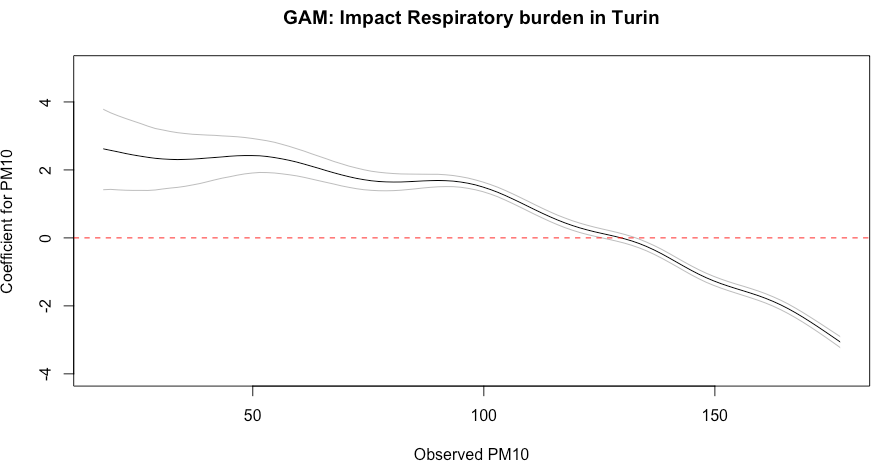 GAM: Impact Respiratory burden in Turin
Coefficient for PM10
4
2
0
-2
-4
50 100 150
Observed PM10